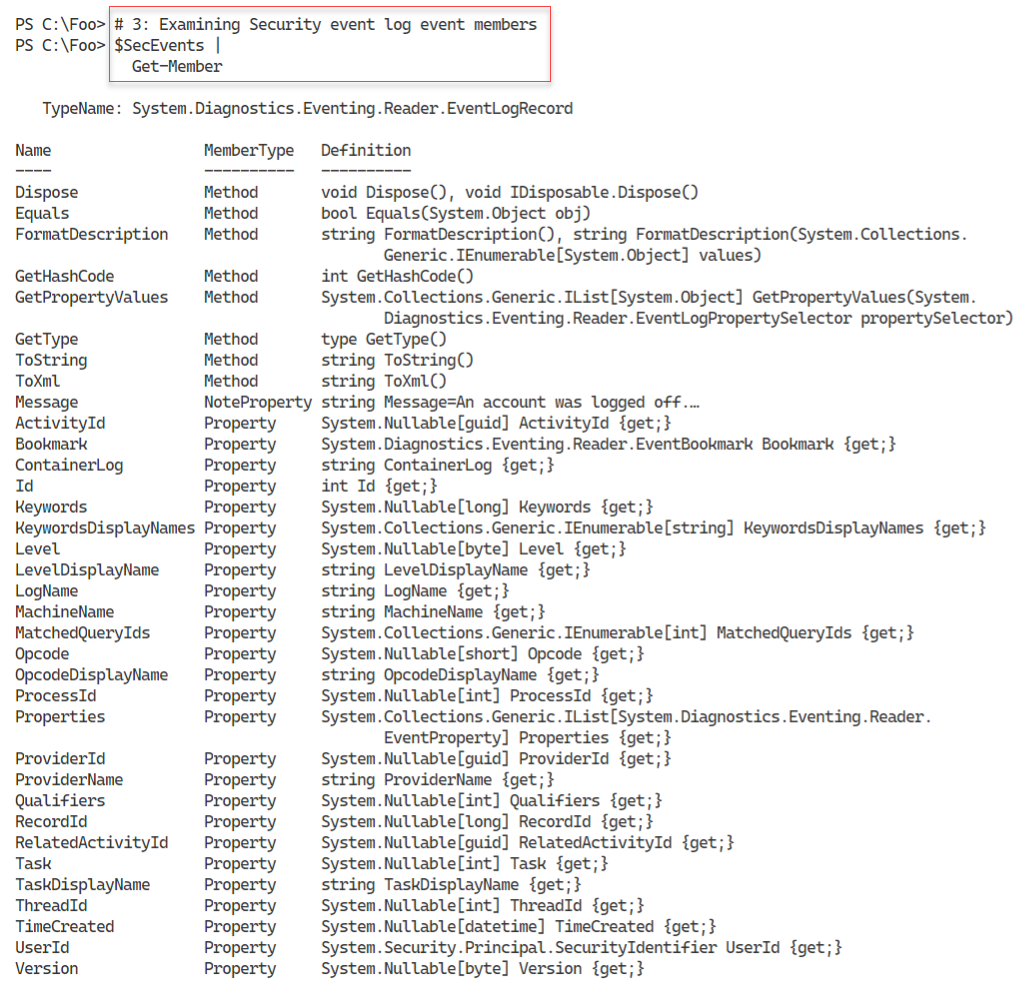 PS C:\Foo> # 3: Examining Security event log event members
PS C:\Foo> $SecEvents |
  Get-Member
TypeName: System.Diagnostics.Eventing.Reader.EventLogRecord
Name MemberType Definition
---- ---------- ----------
Dispose Method void Dispose(), void IDisposable.Dispose()
Equals Method bool Equals(System.Object obj)
FormatDescription Method string FormatDescription(), string FormatDescription(System.Collections.
Generic.IEnumerable[System.Object] values)
GetHashCode Method int GetHashCode()
GetPropertyValues Method System.Collections.Generic.IList[System.Object] GetPropertyValues(System.
Diagnostics.Eventing.Reader.EventLogPropertySelector propertySelector)
GetType Method type GetType()
ToString Method string ToString()
ToXml Method string ToXml()
Message NoteProperty string Message=An account was logged off.…
ActivityId Property System.Nullable[guid] ActivityId {get;}
Bookmark Property System.Diagnostics.Eventing.Reader.EventBookmark Bookmark {get;}
ContainerLog Property string ContainerLog {get;}
Id Property int Id {get;}
Keywords Property System.Nullable[long] Keywords {get;}
KeywordsDisplayNames Property System.Collections.Generic.IEnumerable[string] KeywordsDisplayNames {get;}
Level Property System.Nullable[byte] Level {get;}
LevelDisplayName Property string LevelDisplayName {get;}
LogName Property string LogName {get;}
MachineName Property string MachineName {get;}
MatchedQueryIds Property System.Collections.Generic.IEnumerable[int] MatchedQueryIds {get;}
Opcode Property System.Nullable[short] Opcode {get;}
OpcodeDisplayName Property string OpcodeDisplayName {get;}
ProcessId Property System.Nullable[int] ProcessId {get;}
Properties Property System.Collections.Generic.IList[System.Diagnostics.Eventing.Reader.
EventProperty] Properties {get;}
ProviderId Property System.Nullable[guid] ProviderId {get;}
ProviderName Property string ProviderName {get;}
Qualifiers Property System.Nullable[int] Qualifiers {get;}
RecordId Property System.Nullable[long] RecordId {get;}
RelatedActivityId Property System.Nullable[guid] RelatedActivityId {get;}
Task Property System.Nullable[int] Task {get;}
TaskDisplayName Property string TaskDisplayName {get;}
ThreadId Property System.Nullable[int] ThreadId {get;}
TimeCreated Property System.Nullable[datetime] TimeCreated {get;}
UserId Property System.Security.Principal.SecurityIdentifier UserId {get;}
Version Property System.Nullable[byte] Version {get;}